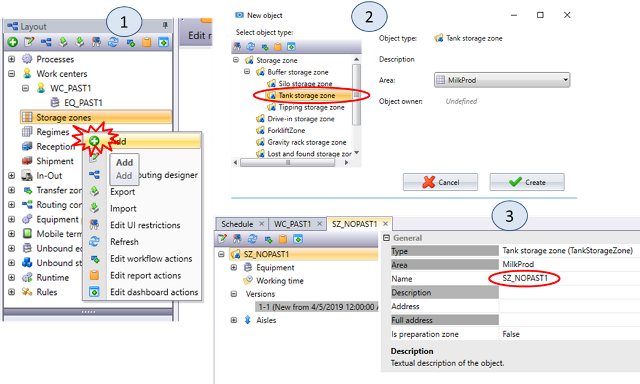 1
Layout
Processes
Work centers
WC_PAST1
EQ_PAST1
Storage zones
Regimes
Reception
Shipment
In-Out
Transfer zon
Routing con
Equipment
Mobile term
Unbound eq
Unbound st
Runtime
Rules
Edit r
Add
Add
Add
uting designer
Export
Import
Edit UI restrictions
Refresh
Edit workflow actions
Edit report actions
Edit dashboard actions
2
New object
Select object type:
Storage zone
Buffer storage zone
Silo storage zone
Tank storage zone
Tipping storage zone
Drive-in storage zone
ForkliftZone
Gravity rack storage zone
Lost and found storage zor
Object type: Tank storage zone
Description
Area: MilkProd
Object owner: Undefined
Cancel
Create
3
Schedule
WC_PAST1
SZ_NOPAST1
SZ_NOPAST1
Equipment
Working time
Versions
1-1 (New from 4/5/2019 12:00:00 A
Aisles
General
Type Tank storage zone (TankStorageZone)
Area MilkProd
Name SZ_NOPAST1
Description
Address
Full address
Is preparation zone False
Description
Textual description of the object.